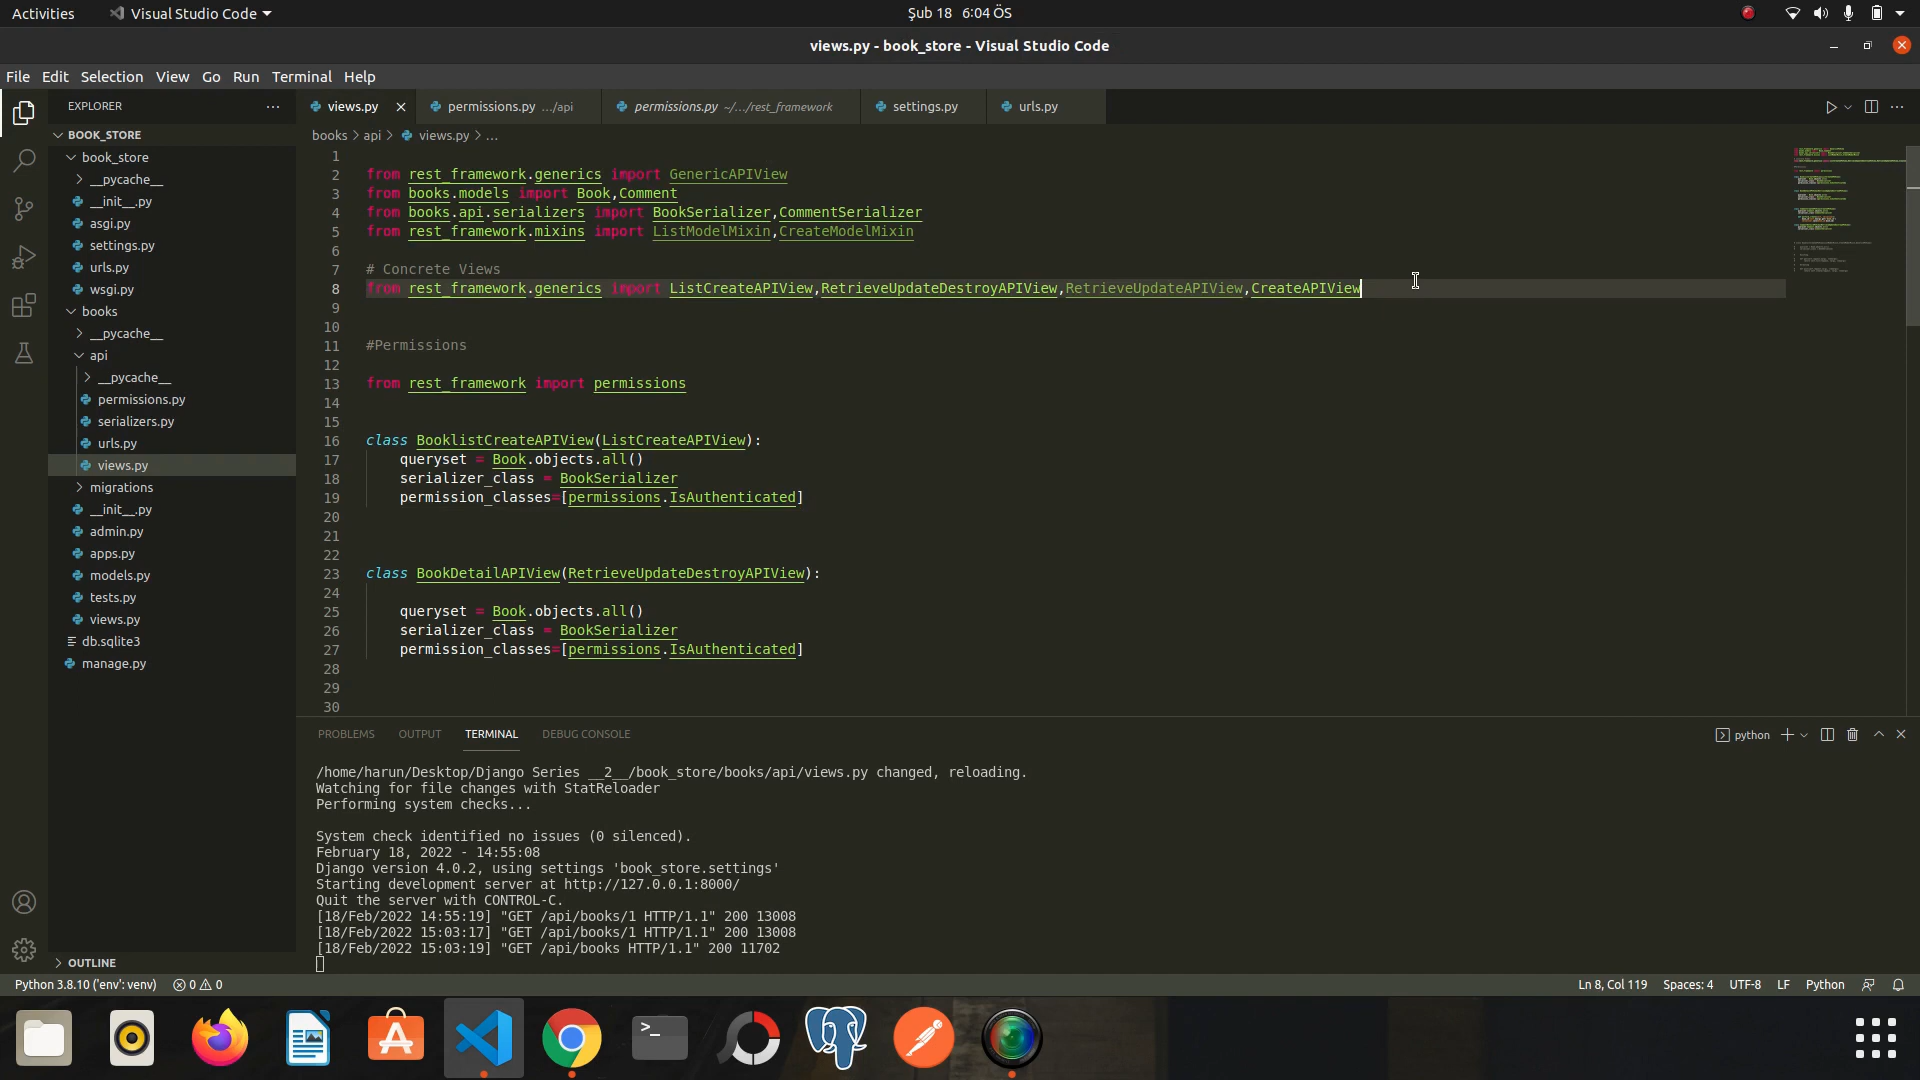 Activities Visual Studio Code Şub 18 6:04 ÖS
views.py - book_store - Visual Studio Code
File Edit Selection View Go Run Terminal Help
EXPLORER
BOOK_STORE
book_store
__pycache__
__init__.py
asgi.py
settings.py
urls.py
wsgi.py
books
__pycache__
api
__pycache__
permissions.py
serializers.py
urls.py
views.py
migrations
__init__.py
admin.py
apps.py
models.py
tests.py
views.py
db.sqlite3
manage.py
OUTLINE
views.py permissions.py .../api permissions.py ~/.../rest_framework settings.py urls.py
books > api > views.py > ...
1
2 from rest_framework.generics import GenericAPIView
3 from books.models import Book,Comment
4 from books.api.serializers import BookSerializer,CommentSerializer
5 from rest_framework.mixins import ListModelMixin,CreateModelMixin
6
7 # Concrete Views
8 from rest_framework.generics import ListCreateAPIView,RetrieveUpdateDestroyAPIView,RetrieveUpdateAPIView,CreateAPIView
9
10
11 #Permissions
12
13 from rest_framework import permissions
14
15
16 class BooklistCreateAPIView(ListCreateAPIView):
17 queryset = Book.objects.all()
18 serializer_class = BookSerializer
19 permission_classes=[permissions.IsAuthenticated]
20
21
22
23 class BookDetailAPIView(RetrieveUpdateDestroyAPIView):
24
25 queryset = Book.objects.all()
26 serializer_class = BookSerializer
27 permission_classes=[permissions.IsAuthenticated]
28
29
30
PROBLEMS OUTPUT TERMINAL DEBUG CONSOLE python
/home/harun/Desktop/Django Series __2__/book_store/books/api/views.py changed, reloading.
Watching for file changes with StatReloader
Performing system checks...
System check identified no issues (0 silenced).
February 18, 2022 - 14:55:08
Django version 4.0.2, using settings 'book_store.settings'
Starting development server at http://127.0.0.1:8000/
Quit the server with CONTROL-C.
[18/Feb/2022 14:55:19] "GET /api/books/1 HTTP/1.1" 200 13008
[18/Feb/2022 15:03:17] "GET /api/books/1 HTTP/1.1" 200 13008
[18/Feb/2022 15:03:19] "GET /api/books HTTP/1.1" 200 11702
Python 3.8.10 ('env': venv) 0 0 Ln 8, Col 119 Spaces: 4 UTF-8 LF Python